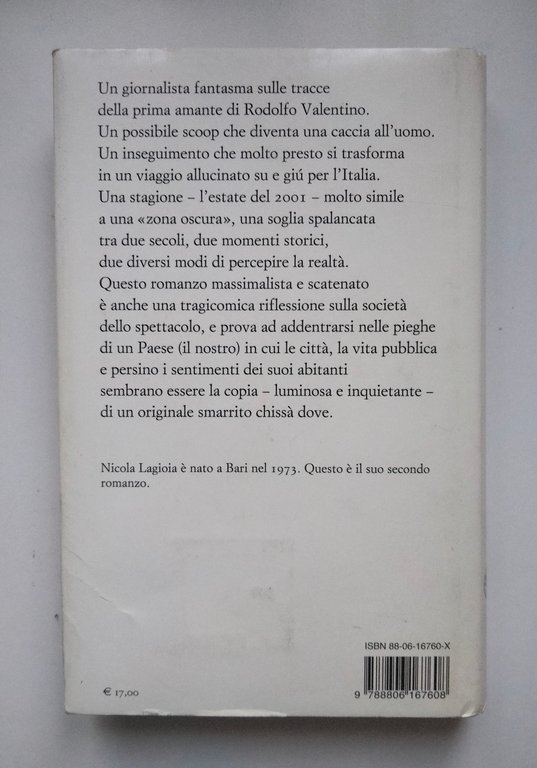 Un giornalista fantasma sulle tracce
della prima amante di Rodolfo Valentino.
Un possibile scoop che diventa una caccia all'uomo.
Un inseguimento che molto presto si trasforma
in un viaggio allucinato su e giú per l'Italia.
Una stagione – l'estate del 2001 – molto simile
a una «zona oscura», una soglia spalancata
tra due secoli, due momenti storici,
due diversi modi di percepire la realtà.
Questo romanzo massimalista e scatenato
è anche una tragicomica riflessione sulla società
dello spettacolo, e prova ad addentrarsi nelle pieghe
di un Paese (il nostro) in cui le città, la vita pubblica
e persino i sentimenti dei suoi abitanti
sembrano essere la copia – luminosa e inquietante –
di un originale smarrito chissà dove.
Nicola Lagioia è nato a Bari nel 1973. Questo è il suo secondo
romanzo.
ISBN 88-06-16760-X
€ 17,00
9 788806 167608